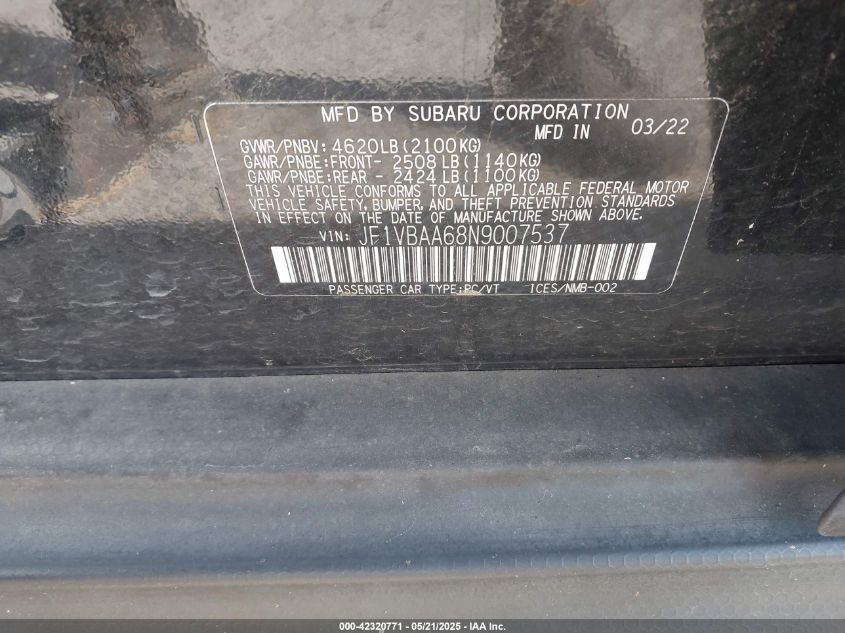 MFD BY SUBARU CORPORATION
MFD IN 03/22
GVWR/PNBV: 4620LB(2100KG)
GAWR/PNBE:FRONT- 2508LB(1140KG)
GAWR/PNBE:REAR - 2424LB(1100KG)
THIS VEHICLE CONFORMS TO ALL APPLICABLE FEDERAL MOTOR
VEHICLE SAFETY, BUMPER, AND THEFT PREVENTION STANDARDS
IN EFFECT ON THE DATE OF MANUFACTURE SHOWN ABOVE.
VIN: JF1VBAA68N9007537
PASSENGER CAR TYPE:PC/VT ICES/NMB-002
000-42320771 - 05/21/2025 - IAA Inc.